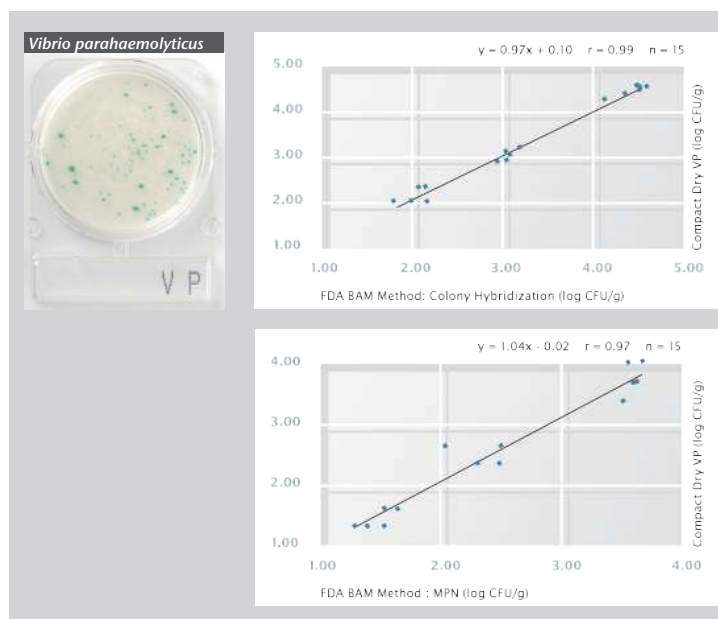 Vibrio parahaemolyticus
V P
y = 0.97x + 0.10 r = 0.99 n = 15
5.00
4.00
3.00
2.00
1.00
1.00 2.00 3.00 4.00 5.00
Compact Dry VP (log CFU/g)
FDA BAM Method: Colony Hybridization (log CFU/g)
y = 1.04x - 0.02 r = 0.97 n = 15
4.00
3.00
2.00
1.00
1.00 2.00 3.00 4.00
Compact Dry VP (log CFU/g)
FDA BAM Method : MPN (log CFU/g)